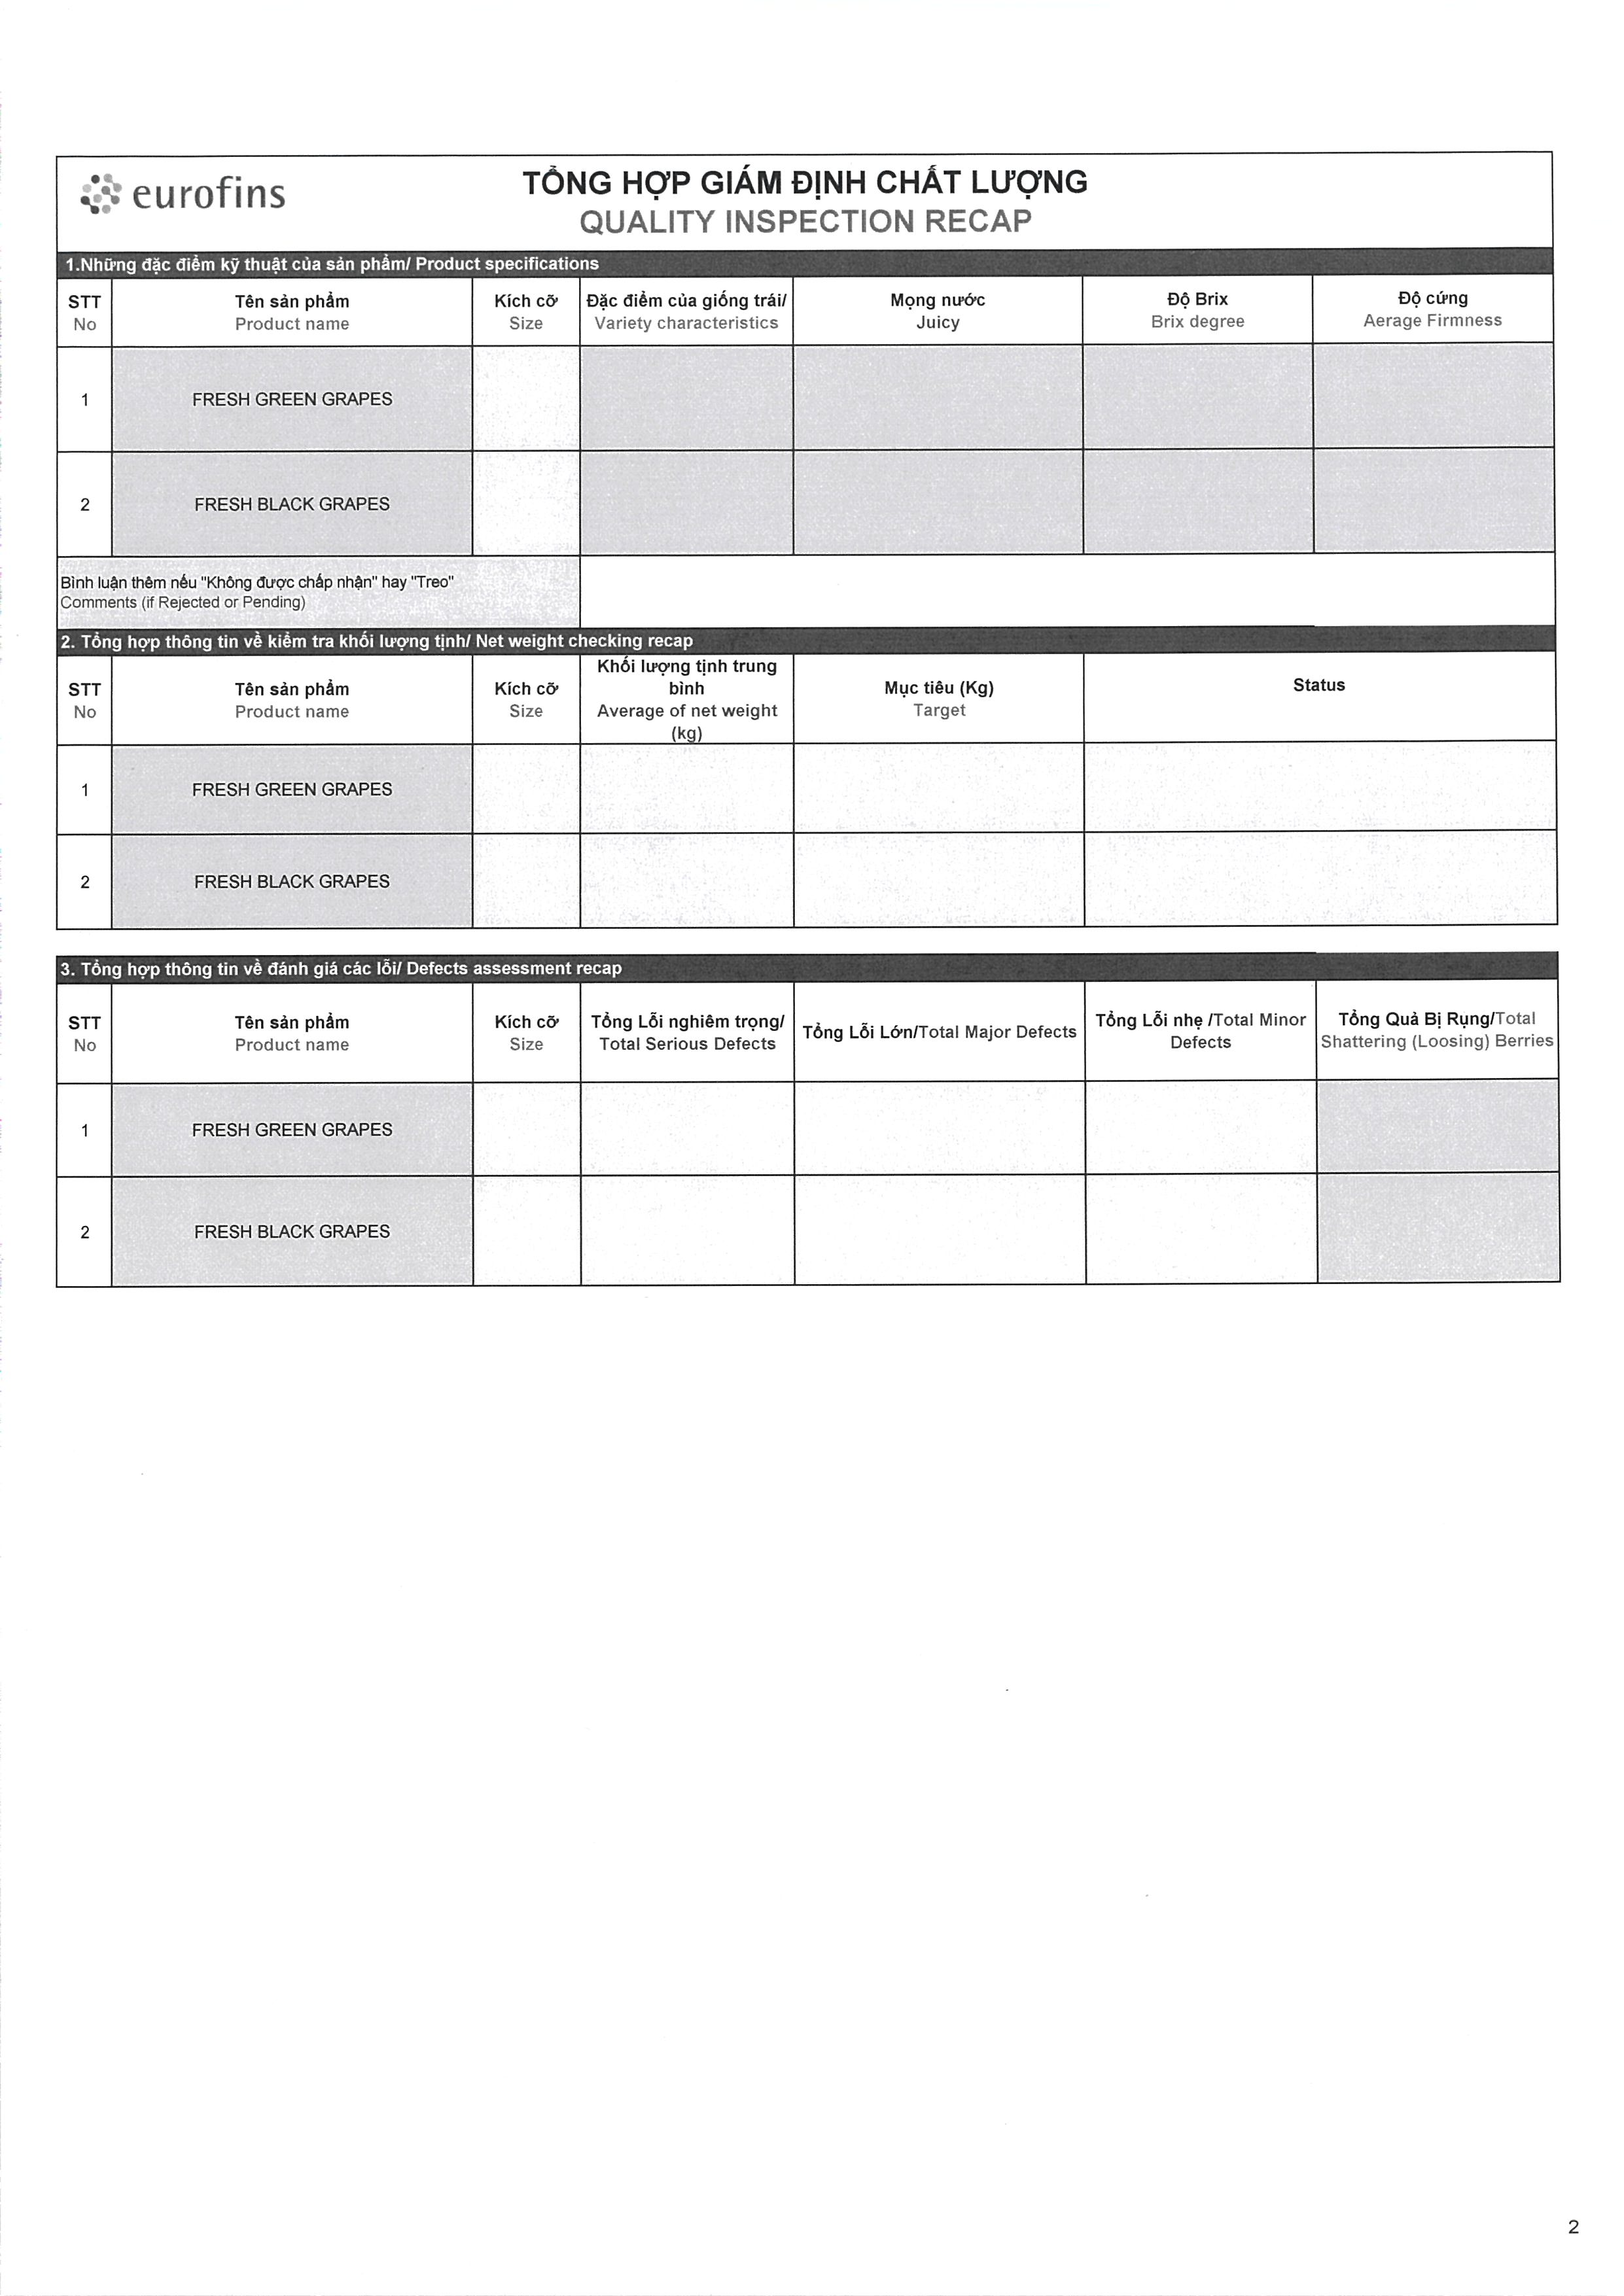 eurofins
TỔNG HỢP GIÁM ĐỊNH CHẤT LƯỢNG
QUALITY INSPECTION RECAP
1.Những đặc điểm kỹ thuật của sản phẩm/ Product specifications
STT
No
Tên sản phẩm
Product name
Kích cỡ
Size
Đặc điểm của giống trái/
Variety characteristics
Mọng nước
Juicy
Độ Brix
Brix degree
Độ cứng
Aerage Firmness
1
FRESH GREEN GRAPES
2
FRESH BLACK GRAPES
Bình luận thêm nếu "Không được chấp nhận" hay "Treo"
Comments (if Rejected or Pending)
2. Tổng hợp thông tin về kiểm tra khối lượng tịnh/ Net weight checking recap
STT
No
Tên sản phẩm
Product name
Kích cỡ
Size
Khối lượng tịnh trung
bình
Average of net weight
(kg)
Mục tiêu (Kg)
Target
Status
1
FRESH GREEN GRAPES
2
FRESH BLACK GRAPES
3. Tổng hợp thông tin về đánh giá các lỗi/ Defects assessment recap
STT
No
Tên sản phẩm
Product name
Kích cỡ
Size
Tổng Lỗi nghiêm trọng/
Total Serious Defects
Tổng Lỗi Lớn/Total Major Defects
Tổng Lỗi nhẹ /Total Minor
Defects
Tổng Quả Bị Rụng/Total
Shattering (Loosing) Berries
1
FRESH GREEN GRAPES
2
FRESH BLACK GRAPES
2